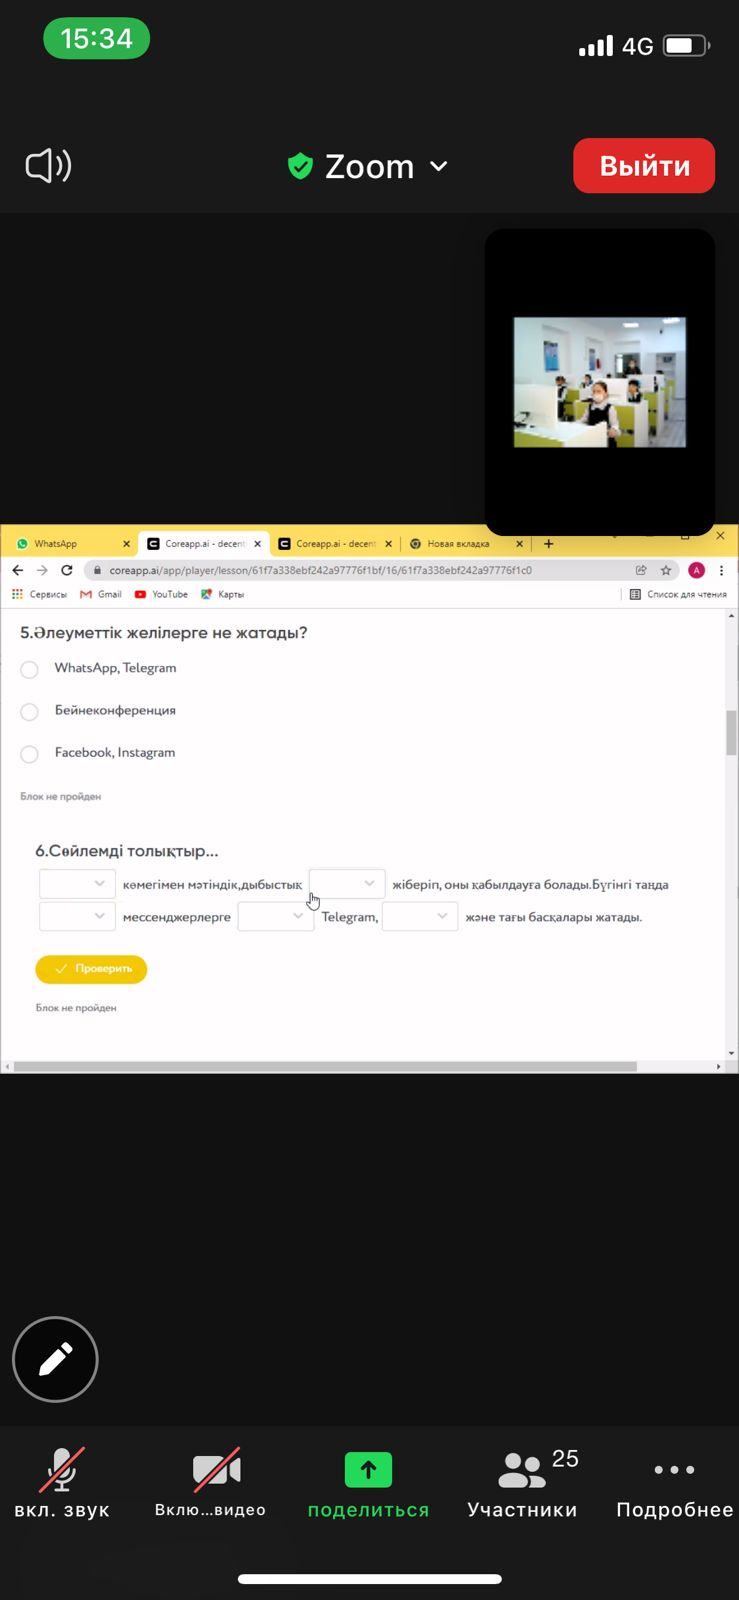 15:34
4G
Zoom
Выйти
WhatsApp
Coreapp.ai - decent
Coreapp.ai - decent
Новая вкладка
coreapp.ai/app/player/lesson/61f7a338ebf242a97776f1bf/16/61f7a338ebf242a97776f1c0
A
Сервисы
Gmail
YouTube
Карты
Список для чтения
5.Әлеуметтік желілерге не жатады?
WhatsApp, Telegram
Бейнеконференция
Facebook, Instagram
Блок не пройден
6.Сөйлемді толықтыр...
көмегімен мәтіндік,дыбыстық жіберіп, оны қабылдауға болады.Бүгінгі таңда
мессенджерлерге Telegram, және тағы басқалары жатады.
Проверить
Блок не пройден
25
вкл. звук
Вклю...видео
поделиться
Участники
Подробнее